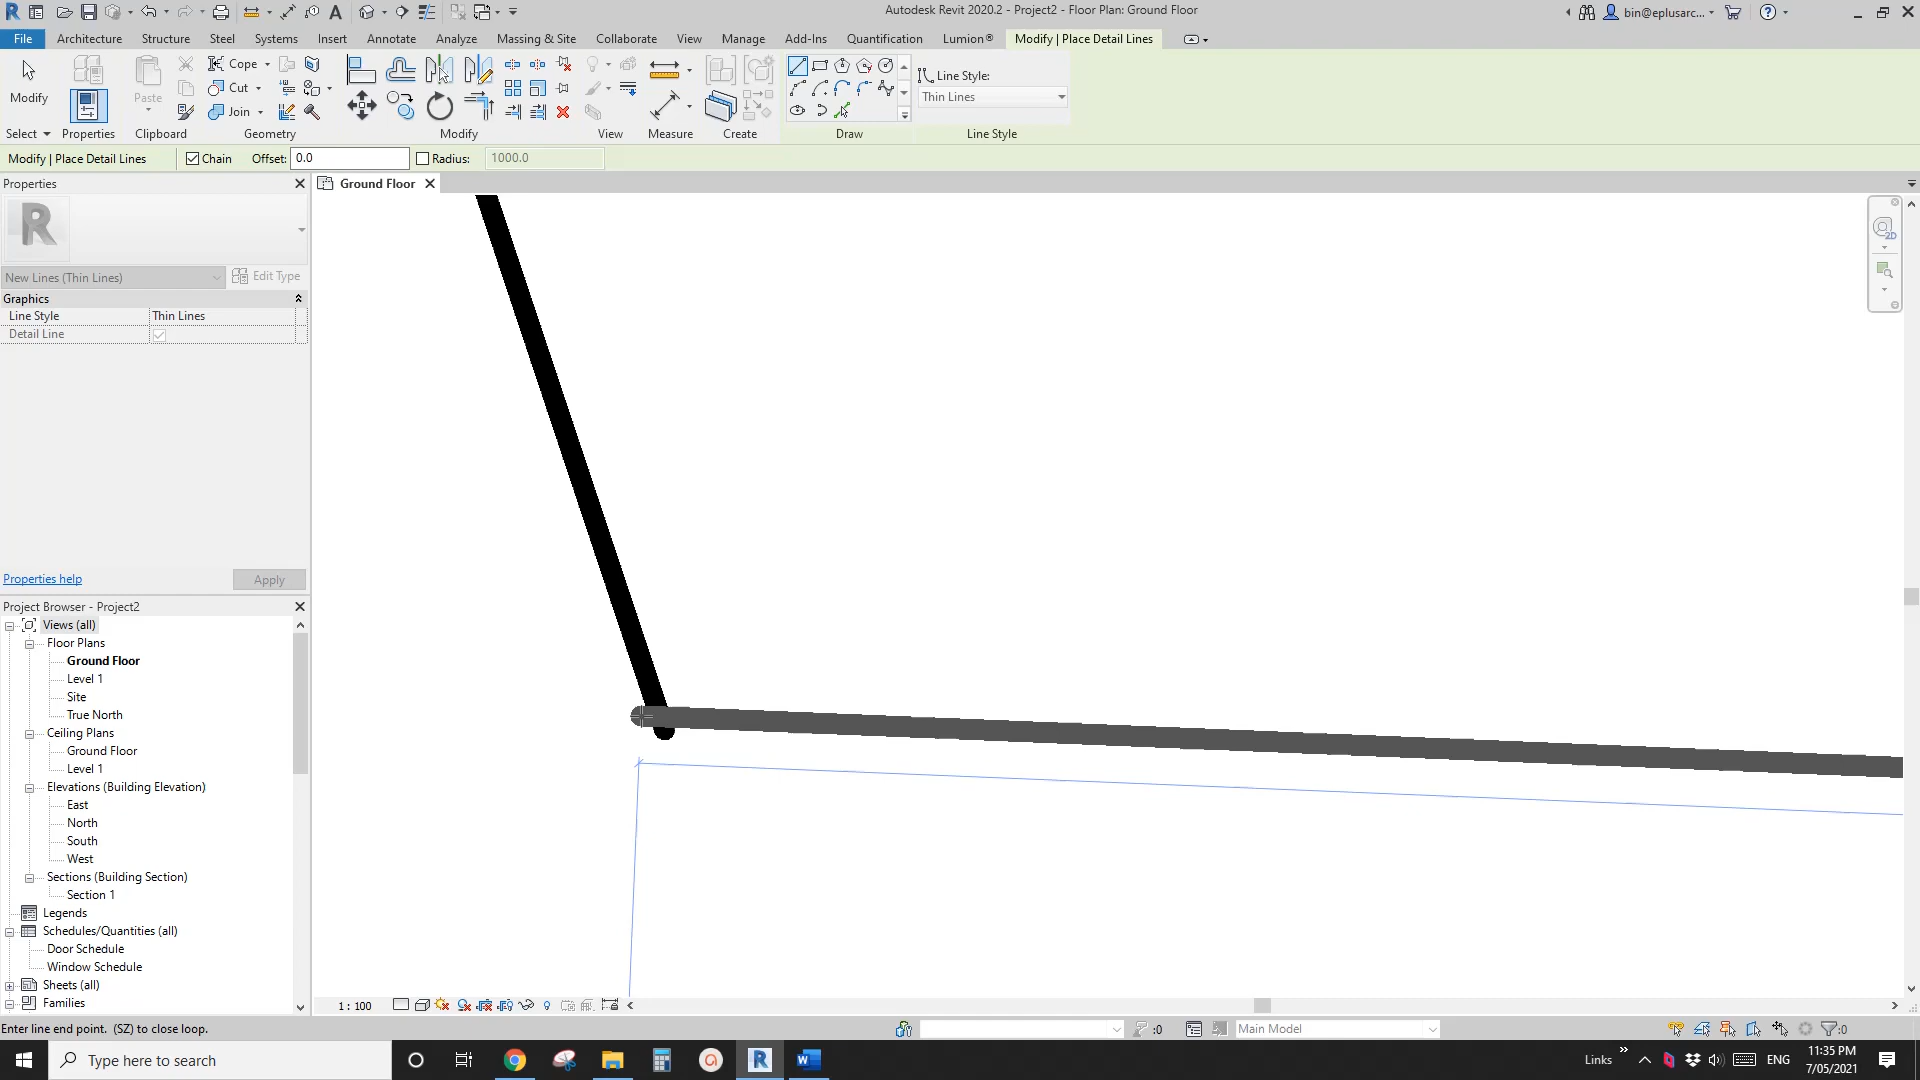 Autodesk Revit 2020.2 - Project2 - Floor Plan: Ground Floor
bin@eplusarc...
File Architecture Structure Steel Systems Insert Annotate Analyze Massing & Site Collaborate View Manage Add-Ins Quantification Lumion® Modify | Place Detail Lines
Modify
Paste
Cope
Cut
Join
Line Style:
Thin Lines
Select Properties Clipboard Geometry Modify View Measure Create Draw Line Style
Modify | Place Detail Lines Chain Offset: 0.0 Radius: 1000.0
Properties
Ground Floor
R
New Lines (Thin Lines) Edit Type
Graphics
Line Style Thin Lines
Detail Line
Properties help Apply
Project Browser - Project2
Views (all)
Floor Plans
Ground Floor
Level 1
Site
True North
Ceiling Plans
Ground Floor
Level 1
Elevations (Building Elevation)
East
North
South
West
Sections (Building Section)
Section 1
Legends
Schedules/Quantities (all)
Door Schedule
Window Schedule
Sheets (all)
Families
2D
1 : 100
Enter line end point. (SZ) to close loop.
:0
Main Model
:0
Type here to search
Links
ENG
11:35 PM
7/05/2021